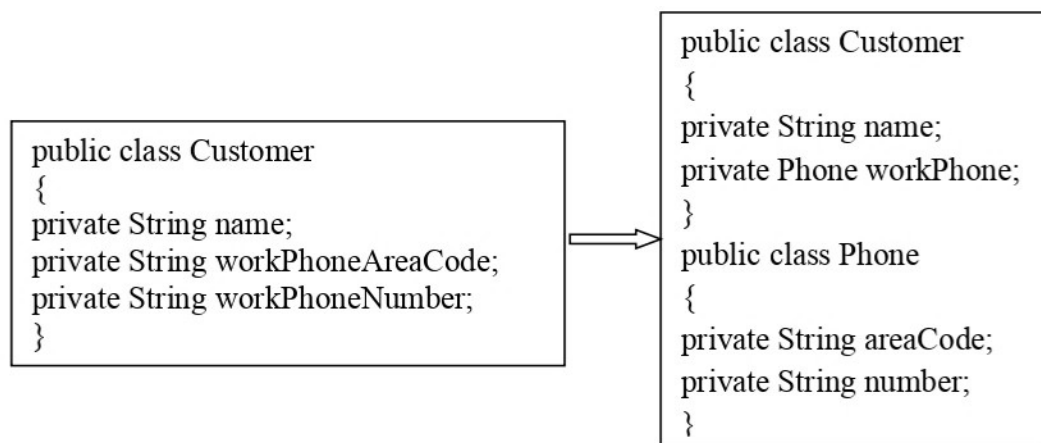 public class Customer
{
private String name;
private String workPhoneAreaCode;
private String workPhoneNumber;
}
public class Customer
{
private String name;
private Phone workPhone;
}
public class Phone
{
private String areaCode;
private String number;
}